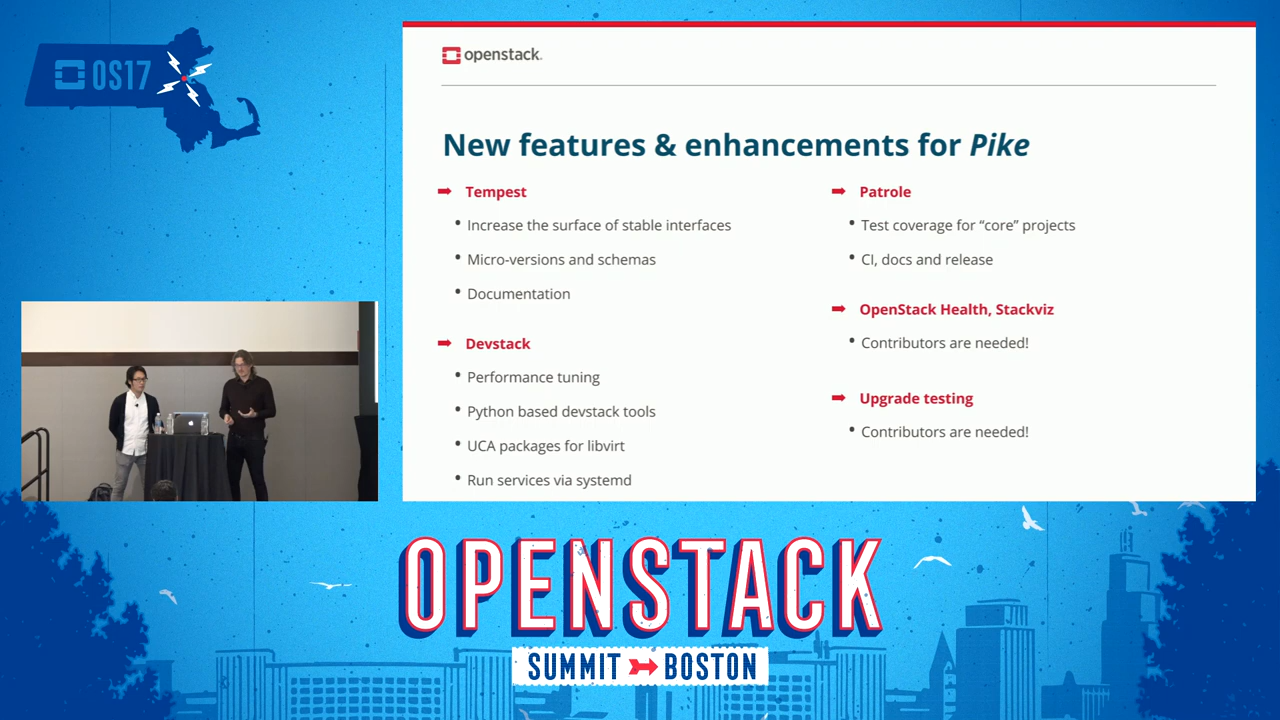 OS17
openstack.
New features & enhancements for Pike
Tempest
• Increase the surface of stable interfaces
• Micro-versions and schemas
• Documentation
Devstack
• Performance tuning
• Python based devstack tools
• UCA packages for libvirt
• Run services via systemd
Patrole
• Test coverage for “core” projects
• CI, docs and release
OpenStack Health, Stackviz
• Contributors are needed!
Upgrade testing
• Contributors are needed!
OPENSTACK
SUMMIT BOSTON